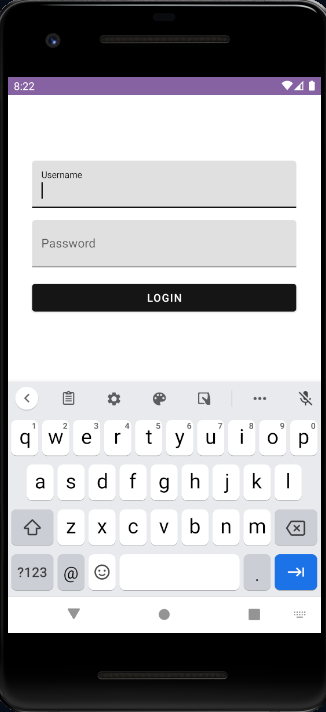 8:22
Username
Password
LOGIN
1 2 3 4 5 6 7 8 9 0
q w e r t y u i o p
a s d f g h j k l
z x c v b n m
?123 @ .